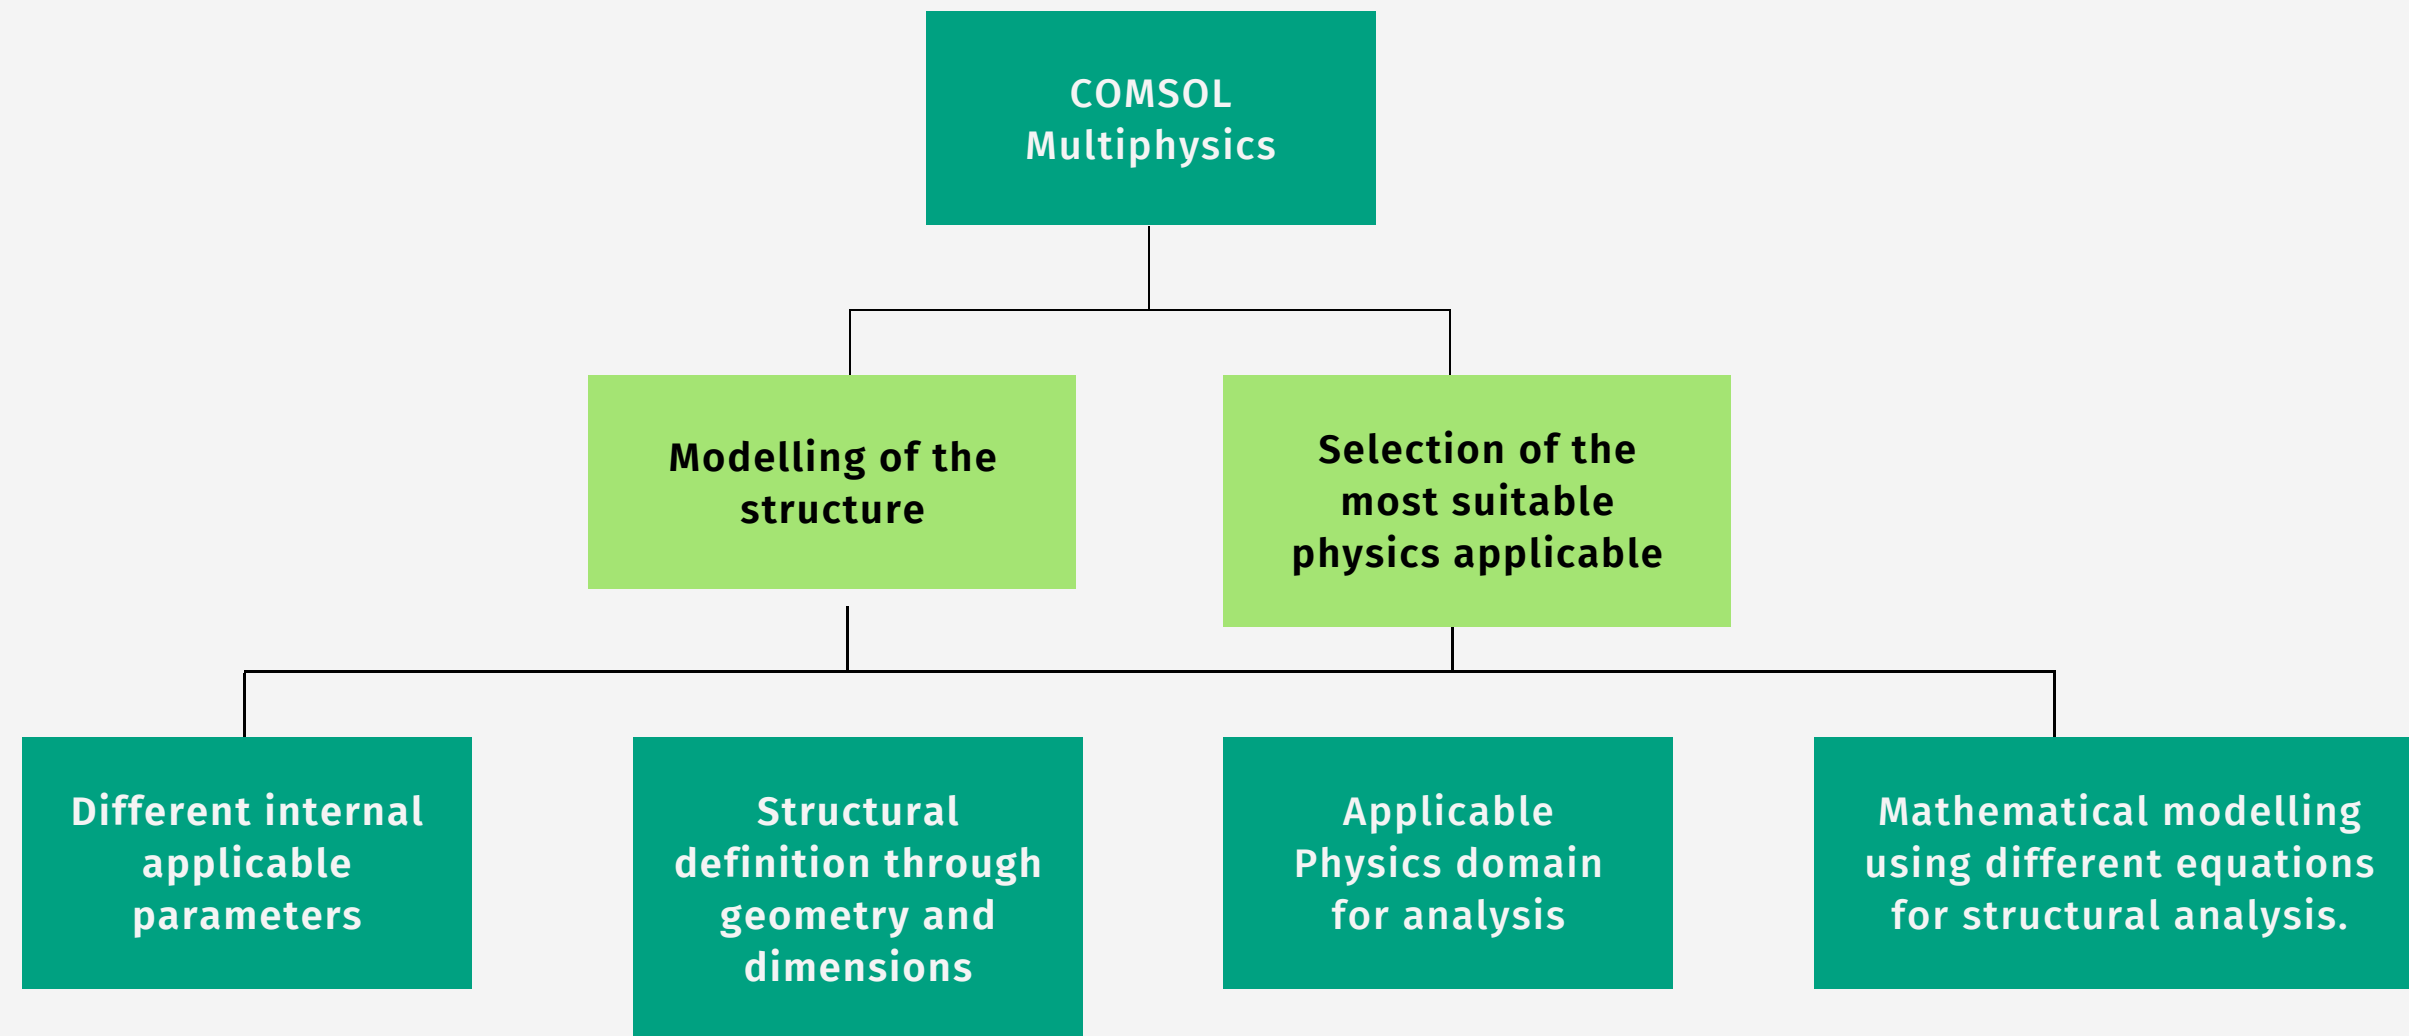 COMSOL
Multiphysics
Modelling of the
structure
Selection of the
most suitable
physics applicable
Different internal
applicable
parameters
Structural
definition through
geometry and
dimensions
Applicable
Physics domain
for analysis
Mathematical modelling
using different equations
for structural analysis.